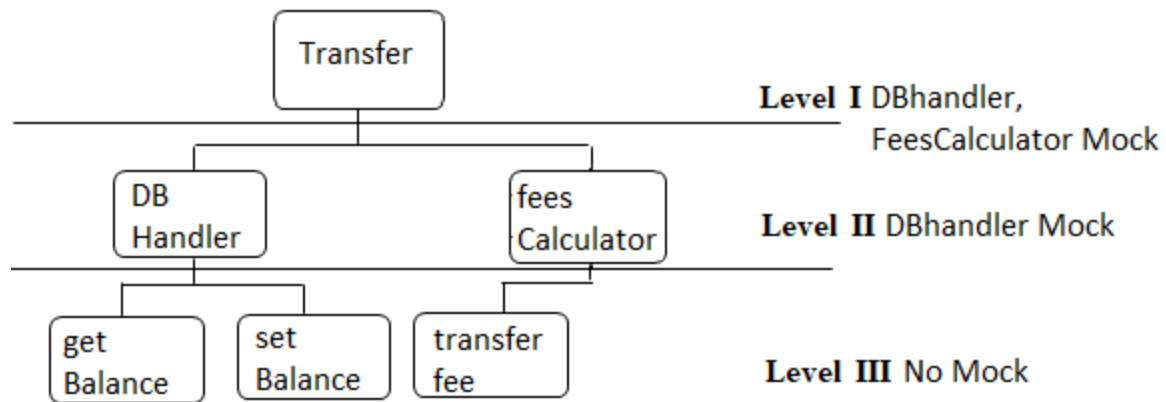 Transfer
Level I DBhandler,
FeesCalculator Mock
DB
Handler
fees
Calculator
Level II DBhandler Mock
get
Balance
set
Balance
transfer
fee
Level III No Mock